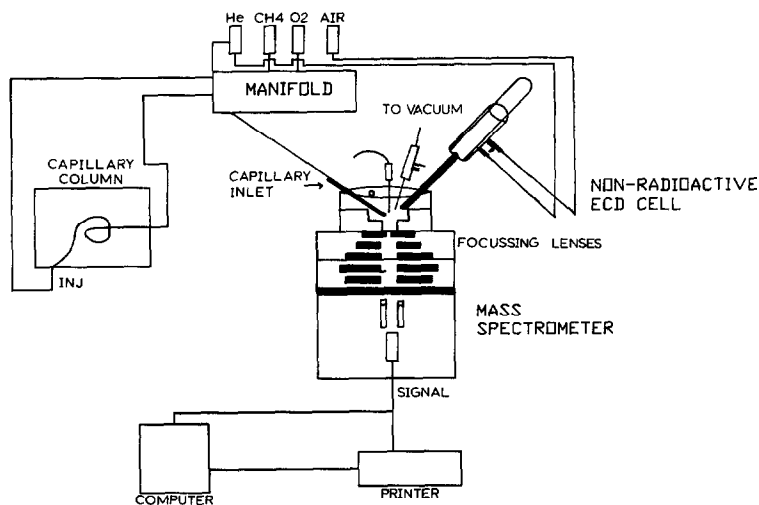 He CH4 O2 AIR
MANIFOLD
TO VACUUM
CAPILLARY
COLUMN
CAPILLARY
INLET
NON-RADIOACTIVE
ECD CELL
FOCUSSING LENSES
INJ
MASS
SPECTROMETER
SIGNAL
COMPUTER
PRINTER